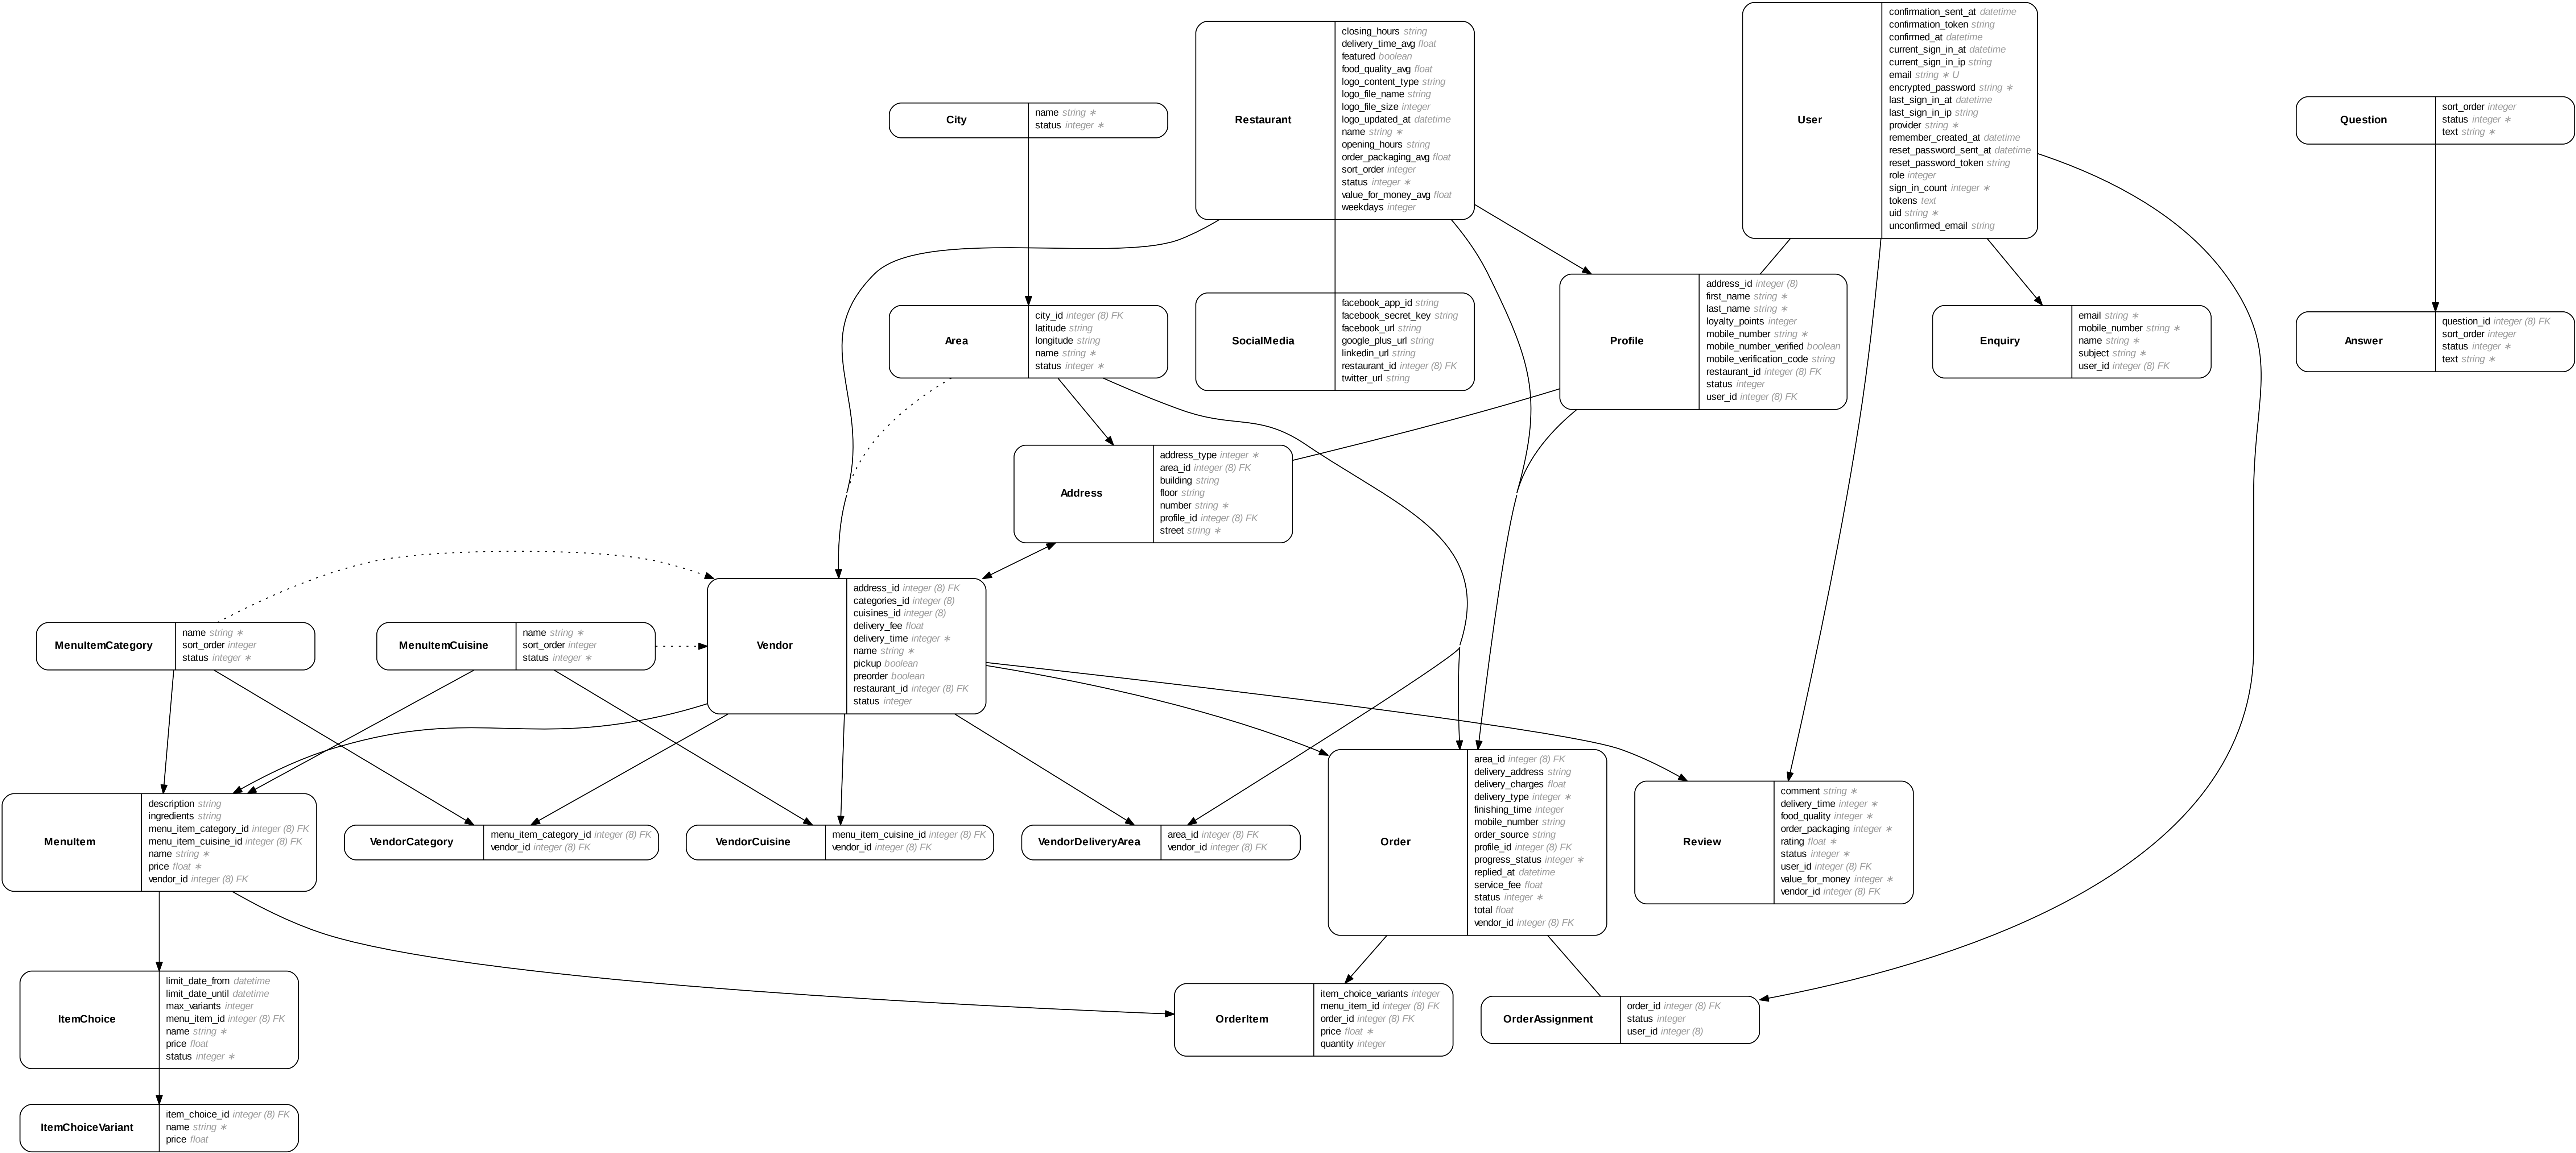 City
name string ∗
status integer ∗
Restaurant
closing_hours string
delivery_time_avg float
featured boolean
food_quality_avg float
logo_content_type string
logo_file_name string
logo_file_size integer
logo_updated_at datetime
name string ∗
opening_hours string
order_packaging_avg float
sort_order integer
status integer ∗
value_for_money_avg float
weekdays integer
User
confirmation_sent_at datetime
confirmation_token string
confirmed_at datetime
current_sign_in_at datetime
current_sign_in_ip string
email string ∗ U
encrypted_password string ∗
last_sign_in_at datetime
last_sign_in_ip string
provider string ∗
remember_created_at datetime
reset_password_sent_at datetime
reset_password_token string
role integer
sign_in_count integer ∗
tokens text
uid string ∗
unconfirmed_email string
Question
sort_order integer
status integer ∗
text string ∗
Area
city_id integer (8) FK
latitude string
longitude string
name string ∗
status integer ∗
SocialMedia
facebook_app_id string
facebook_secret_key string
facebook_url string
google_plus_url string
linkedin_url string
restaurant_id integer (8) FK
twitter_url string
Profile
address_id integer (8)
first_name string ∗
last_name string ∗
loyalty_points integer
mobile_number string ∗
mobile_number_verified boolean
mobile_verification_code string
restaurant_id integer (8) FK
status integer
user_id integer (8) FK
Enquiry
email string ∗
mobile_number string ∗
name string ∗
subject string ∗
user_id integer (8) FK
Answer
question_id integer (8) FK
sort_order integer
status integer ∗
text string ∗
Address
address_type integer ∗
area_id integer (8) FK
building string
floor string
number string ∗
profile_id integer (8) FK
street string ∗
MenuItemCategory
name string ∗
sort_order integer
status integer ∗
MenuItemCuisine
name string ∗
sort_order integer
status integer ∗
Vendor
address_id integer (8) FK
categories_id integer (8)
cuisines_id integer (8)
delivery_fee float
delivery_time integer ∗
name string ∗
pickup boolean
preorder boolean
restaurant_id integer (8) FK
status integer
MenuItem
description string
ingredients string
menu_item_category_id integer (8) FK
menu_item_cuisine_id integer (8) FK
name string ∗
price float ∗
vendor_id integer (8) FK
VendorCategory
menu_item_category_id integer (8) FK
vendor_id integer (8) FK
VendorCuisine
menu_item_cuisine_id integer (8) FK
vendor_id integer (8) FK
VendorDeliveryArea
area_id integer (8) FK
vendor_id integer (8) FK
Order
area_id integer (8) FK
delivery_address string
delivery_charges float
delivery_type integer ∗
finishing_time integer
mobile_number string
order_source string
profile_id integer (8) FK
progress_status integer ∗
replied_at datetime
service_fee float
status integer ∗
total float
vendor_id integer (8) FK
Review
comment string ∗
delivery_time integer ∗
food_quality integer ∗
order_packaging integer ∗
rating float ∗
status integer ∗
user_id integer (8) FK
value_for_money integer ∗
vendor_id integer (8) FK
ItemChoice
limit_date_from datetime
limit_date_until datetime
max_variants integer
menu_item_id integer (8) FK
name string ∗
price float
status integer ∗
OrderItem
item_choice_variants integer
menu_item_id integer (8) FK
order_id integer (8) FK
price float ∗
quantity integer
OrderAssignment
order_id integer (8) FK
status integer
user_id integer (8)
ItemChoiceVariant
item_choice_id integer (8) FK
name string ∗
price float